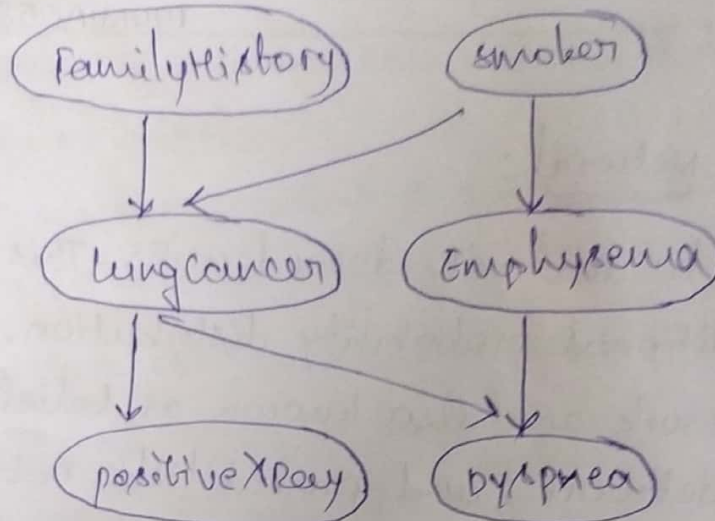 FamilyHistory
smoker
lungcancer
Emphysema
positiveXRay
Dyspnea